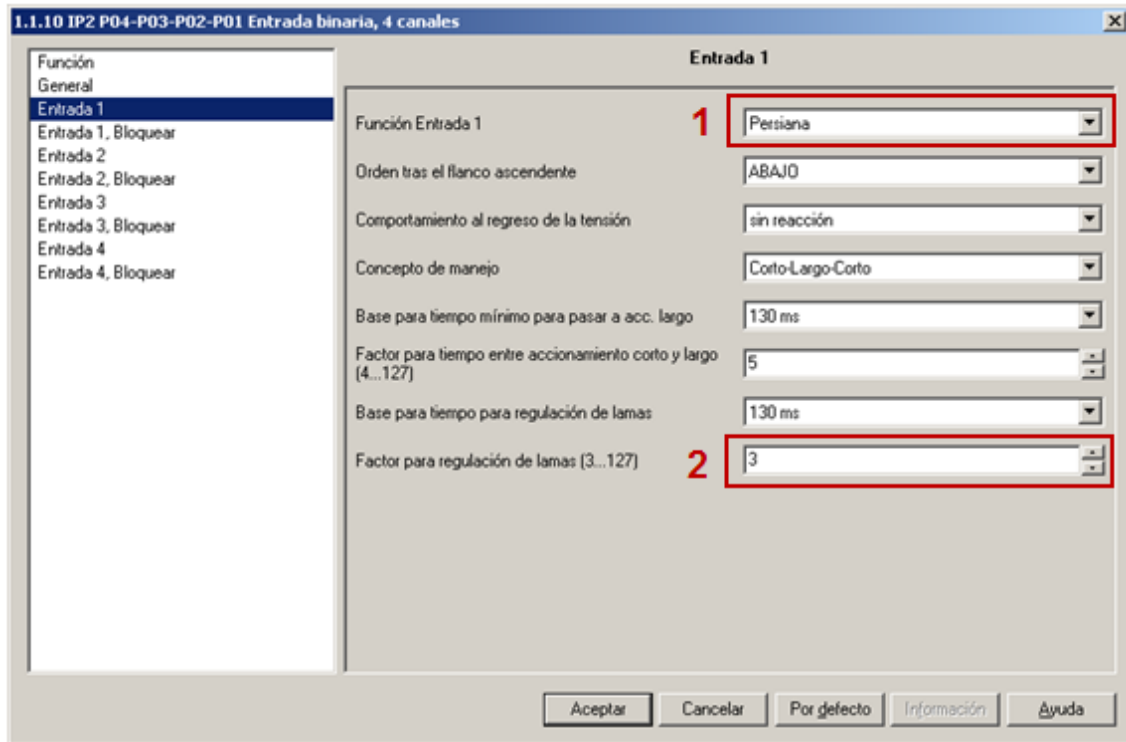 1.1.10 IP2 P04-P03-P02-P01 Entrada binaria, 4 canales
Función
General
Entrada 1
Entrada 1, Bloquear
Entrada 2
Entrada 2, Bloquear
Entrada 3
Entrada 3, Bloquear
Entrada 4
Entrada 4, Bloquear
Entrada 1
Función Entrada 1 1 Persiana
Orden tras el flanco ascendente ABAJO
Comportamiento al regreso de la tensión sin reacción
Concepto de manejo Corto-Largo-Corto
Base para tiempo mínimo para pasar a acc. largo 130 ms
Factor para tiempo entre accionamiento corto y largo
(4...127) 5
Base para tiempo para regulación de lamas 130 ms
Factor para regulación de lamas (3...127) 2 3
Aceptar Cancelar Por defecto Información Ayuda